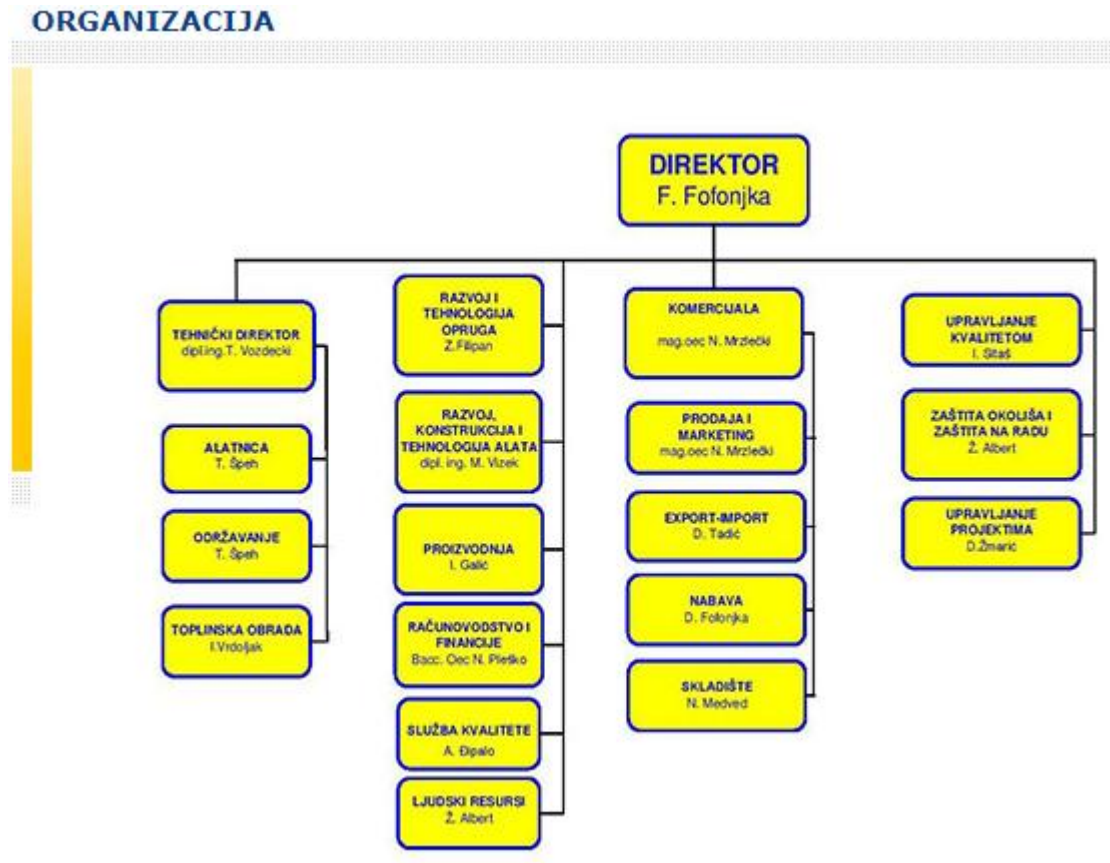 ORGANIZACIJA
DIREKTOR
F. Fofonjka
TEHNIČKI DIREKTOR
dipl.ing.T. Vozdecki
ALATNICA
T. Špeh
ODRŽAVANJE
T. Špeh
TOPLINSKA OBRADA
I.Vrdoljak
RAZVOJ I
TEHNOLOGIJA
OPRUGA
Z.Filipan
RAZVOJ,
KONSTRUKCIJA I
TEHNOLOGIJA ALATA
dipl. ing. M. Vizek
PROIZVODNJA
I. Galić
RAČUNOVODSTVO I
FINANCIJE
Bacc. Oec N. Pleško
SLUŽBA KVALITETE
A. Đipalo
LJUDSKI RESURSI
Ž. Albert
KOMERCIJALA
mag.oec N. Mrzlečki
PRODAJA I
MARKETING
mag.oec N. Mrzlečki
EXPORT-IMPORT
D. Tadić
NABAVA
D. Fofonjka
SKLADIŠTE
N. Medved
UPRAVLJANJE
KVALITETOM
I. Sitaš
ZAŠTITA OKOLIŠA I
ZAŠTITA NA RADU
Ž. Albert
UPRAVLJANJE
PROJEKTIMA
D.Žmarić